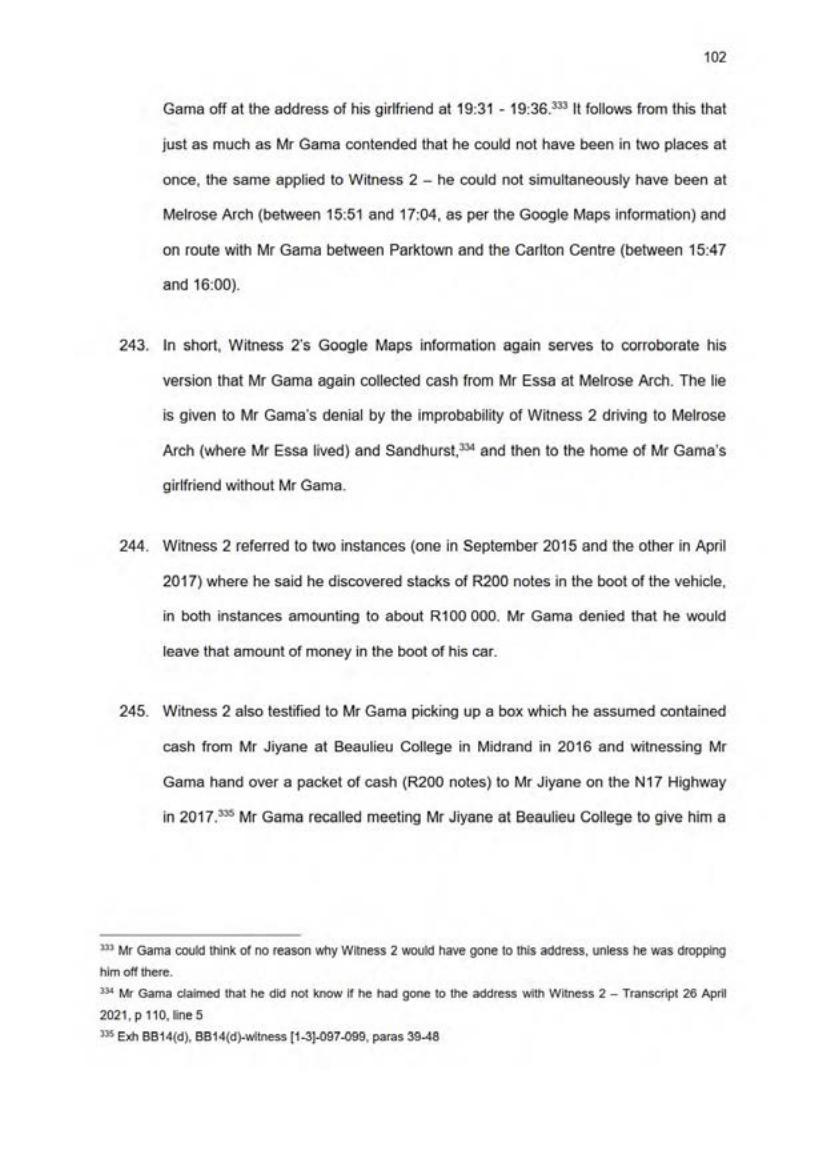 102
Gama off at the address of his girlfriend at 19:31 - 19:36.³³³ It follows from this that
just as much as Mr Gama contended that he could not have been in two places at
once, the same applied to Witness 2 – he could not simultaneously have been at
Melrose Arch (between 15:51 and 17:04, as per the Google Maps information) and
on route with Mr Gama between Parktown and the Carlton Centre (between 15:47
and 16:00).
243. In short, Witness 2's Google Maps information again serves to corroborate his
version that Mr Gama again collected cash from Mr Essa at Melrose Arch. The lie
is given to Mr Gama's denial by the improbability of Witness 2 driving to Melrose
Arch (where Mr Essa lived) and Sandhurst,³³⁴ and then to the home of Mr Gama's
girlfriend without Mr Gama.
244. Witness 2 referred to two instances (one in September 2015 and the other in April
2017) where he said he discovered stacks of R200 notes in the boot of the vehicle,
in both instances amounting to about R100 000. Mr Gama denied that he would
leave that amount of money in the boot of his car.
245. Witness 2 also testified to Mr Gama picking up a box which he assumed contained
cash from Mr Jiyane at Beaulieu College in Midrand in 2016 and witnessing Mr
Gama hand over a packet of cash (R200 notes) to Mr Jiyane on the N17 Highway
in 2017.³³⁵ Mr Gama recalled meeting Mr Jiyane at Beaulieu College to give him a
³³³ Mr Gama could think of no reason why Witness 2 would have gone to this address, unless he was dropping
him off there.
³³⁴ Mr Gama claimed that he did not know if he had gone to the address with Witness 2 – Transcript 26 April
2021, p 110, line 5
³³⁵ Exh BB14(d), BB14(d)-witness [1-3]-097-099, paras 39-48